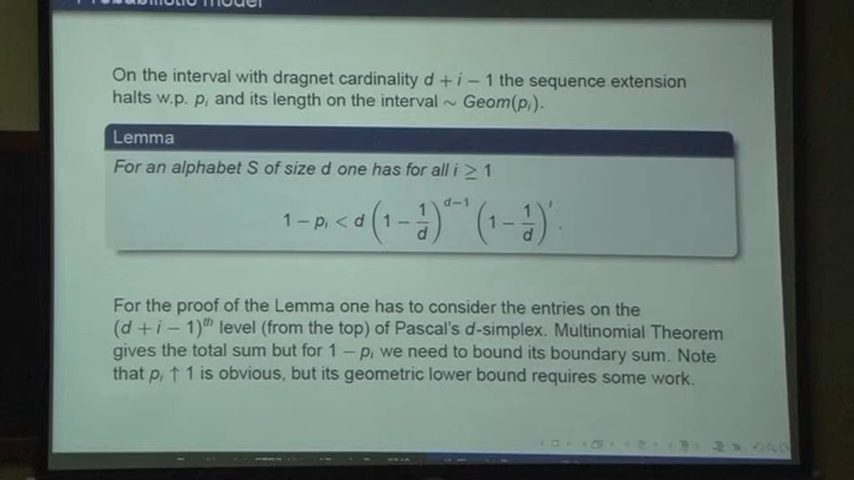 Probabilistic model
On the interval with dragnet cardinality d + i − 1 the sequence extension
halts w.p. pᵢ and its length on the interval ∼ Geom(pᵢ).
Lemma
For an alphabet S of size d one has for all i ≥ 1
1 − pᵢ < d (1 − 1/d)^{d−1} (1 − 1/d)^i.
For the proof of the Lemma one has to consider the entries on the
(d + i − 1)^{th} level (from the top) of Pascal's d-simplex. Multinomial Theorem
gives the total sum but for 1 − pᵢ we need to bound its boundary sum. Note
that pᵢ ↑ 1 is obvious, but its geometric lower bound requires some work.